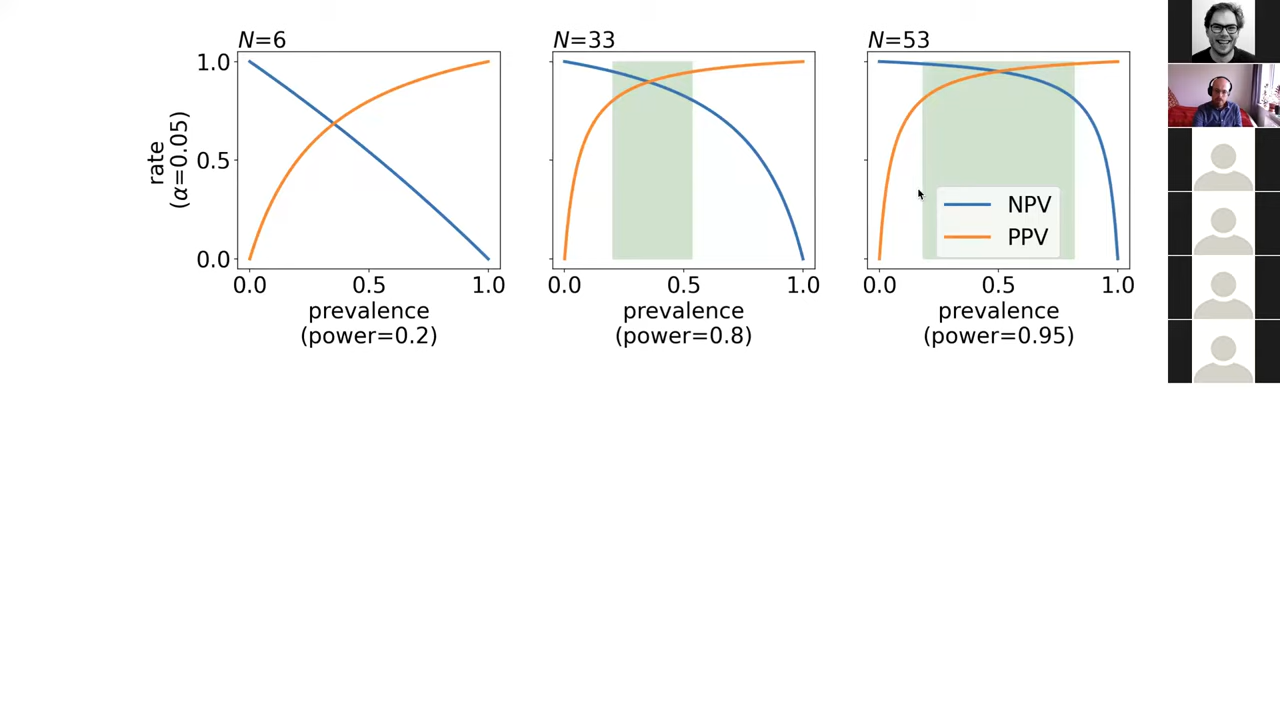 N=6
N=33
N=53
1.0
0.5
0.0
rate
(α=0.05)
NPV
PPV
0.0 0.5 1.0
0.0 0.5 1.0
0.0 0.5 1.0
prevalence
(power=0.2)
prevalence
(power=0.8)
prevalence
(power=0.95)